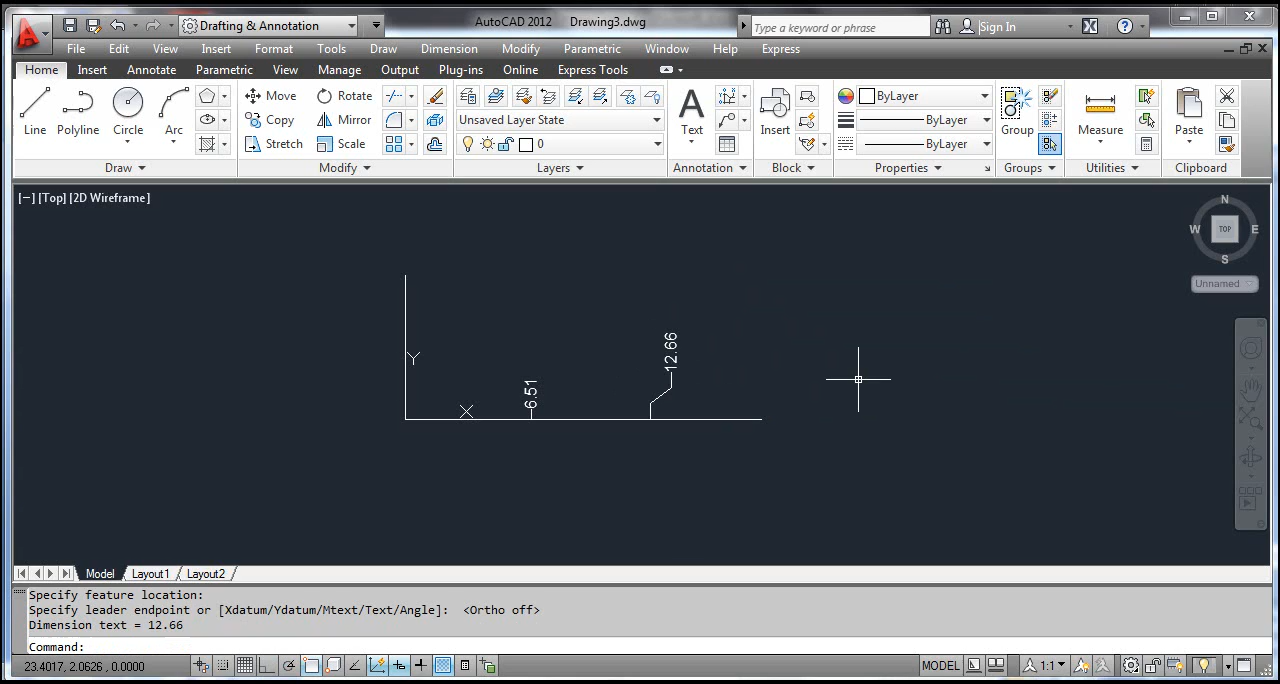 Drafting & Annotation
AutoCAD 2012 Drawing3.dwg
Type a keyword or phrase
Sign In
File Edit View Insert Format Tools Draw Dimension Modify Parametric Window Help Express
Home Insert Annotate Parametric View Manage Output Plug-ins Online Express Tools
Line Polyline Circle Arc
Move Rotate
Copy Mirror
Stretch Scale
Unsaved Layer State
0
Text
Insert
ByLayer
ByLayer
ByLayer
Group
Measure
Paste
Draw Modify Layers Annotation Block Properties Groups Utilities Clipboard
[−] [Top] [2D Wireframe]
N
W TOP E
S
Unnamed
Y
X
6.51
12.66
Model Layout1 Layout2
Specify feature location:
Specify leader endpoint or [Xdatum/Ydatum/Mtext/Text/Angle]: <Ortho off>
Dimension text = 12.66
Command:
23.4017, 2.0626, 0.0000
MODEL
1:1